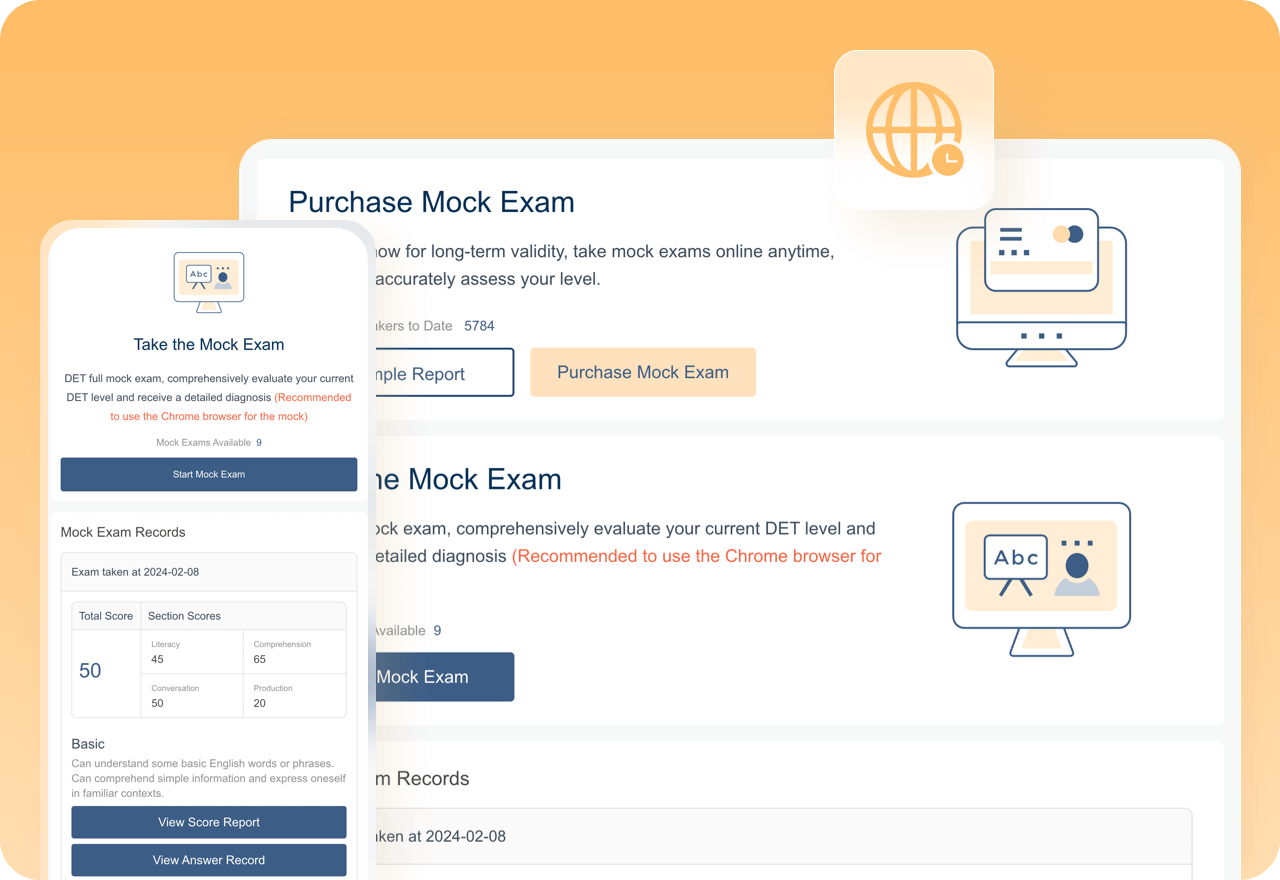 Purchase Mock Exam
now for long-term validity, take mock exams online anytime,
accurately assess your level.
to Date 5784
Report
Purchase Mock Exam
Mock Exam
exam, comprehensively evaluate your current DET level and
diagnosis (Recommended to use the Chrome browser for
Available 9
Mock Exam
Records
at 2024-02-08
Abc
Abc
Take the Mock Exam
DET full mock exam, comprehensively evaluate your current
DET level and receive a detailed diagnosis (Recommended
to use the Chrome browser for the mock)
Mock Exams Available 9
Start Mock Exam
Mock Exam Records
Exam taken at 2024-02-08
Total Score Section Scores
50
Literacy Comprehension
45 65
Conversation Production
50 20
Basic
Can understand some basic English words or phrases.
Can comprehend simple information and express oneself
in familiar contexts.
View Score Report
View Answer Record